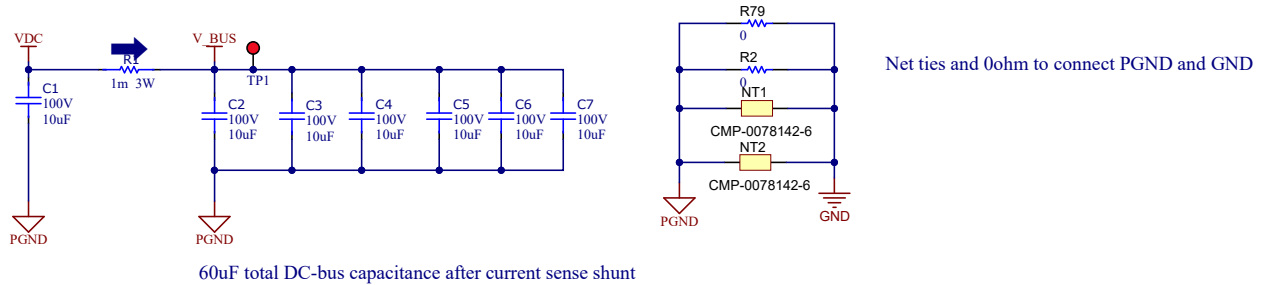 VDC
R1
1m 3W
C1
100V
10uF
PGND
V_BUS
TP1
C2
100V
10uF
C3
100V
10uF
C4
100V
10uF
C5
100V
10uF
C6
100V
10uF
C7
100V
10uF
PGND
60uF total DC-bus capacitance after current sense shunt
R79
0
R2
0
NT1
CMP-0078142-6
NT2
CMP-0078142-6
PGND
GND
Net ties and 0ohm to connect PGND and GND